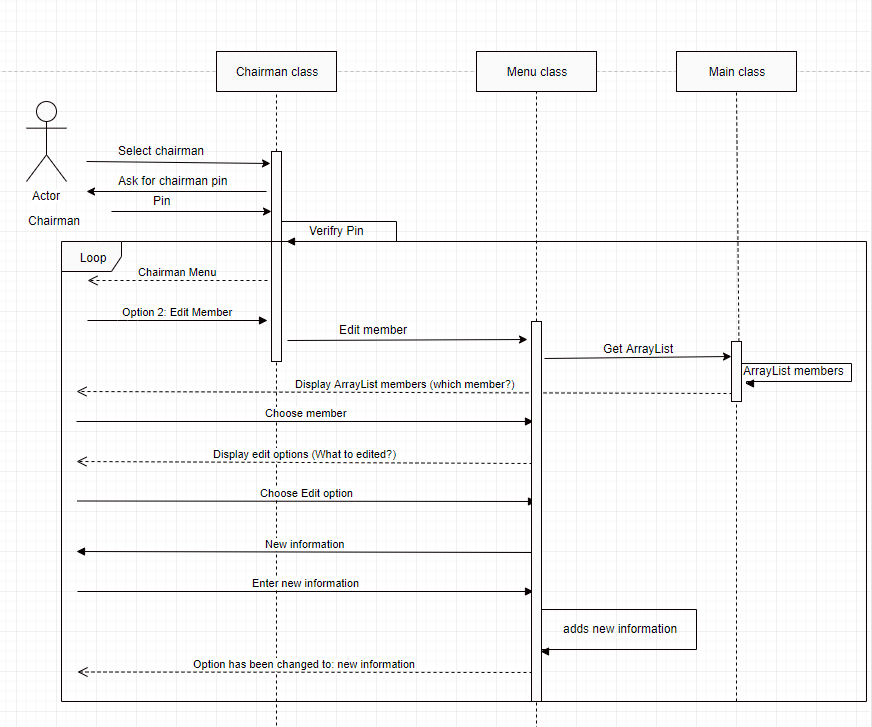 Chairman class
Menu class
Main class
Select chairman
Ask for chairman pin
Actor
Pin
Chairman
Verifry Pin
Loop
Chairman Menu
Option 2: Edit Member
Edit member
Get ArrayList
ArrayList members
Display ArrayList members (which member?)
Choose member
Display edit options (What to edited?)
Choose Edit option
New information
Enter new information
adds new information
Option has been changed to: new information